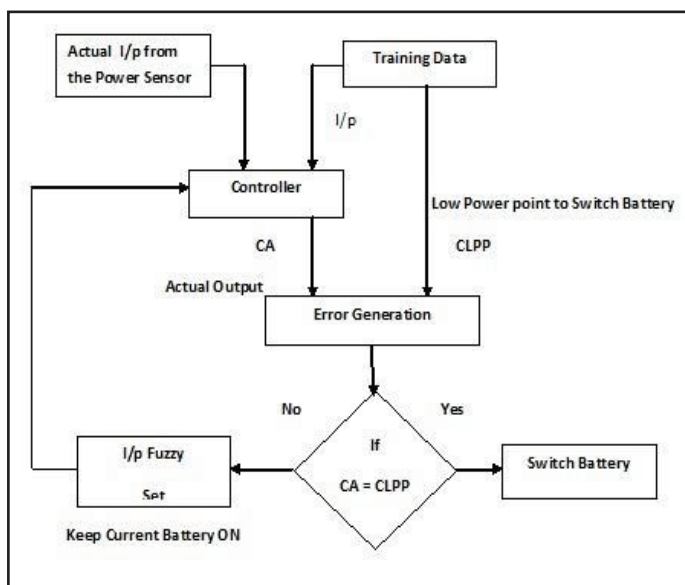 Actual I/p from
the Power Sensor
Training Data
I/p
Controller
Low Power point to Switch Battery
CA
CLPP
Actual Output
Error Generation
No
Yes
I/p Fuzzy
Set
If
CA = CLPP
Switch Battery
Keep Current Battery ON